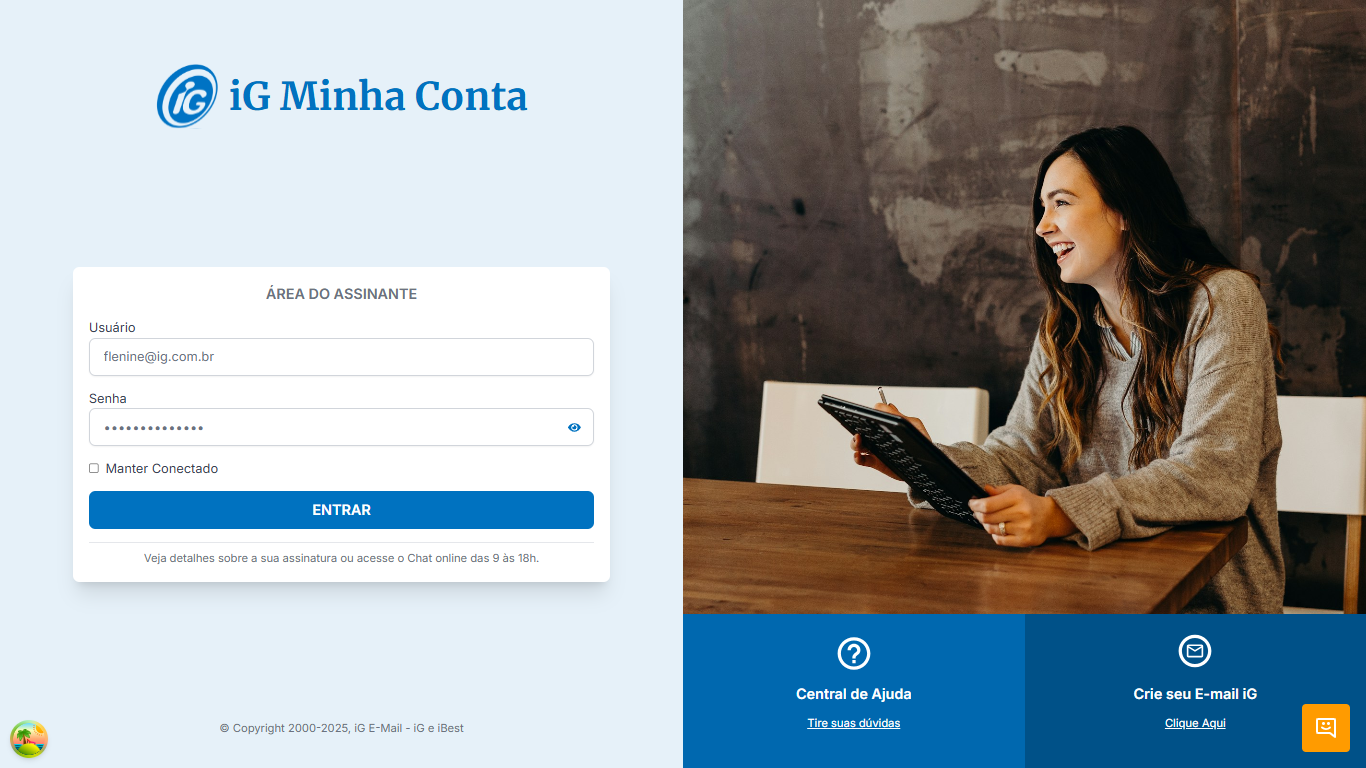 iG Minha Conta
ÁREA DO ASSINANTE
Usuário
flenine@ig.com.br
Senha
••••••••••••••
Manter Conectado
ENTRAR
Veja detalhes sobre a sua assinatura ou acesse o Chat online das 9 às 18h.
© Copyright 2000-2025, iG E-Mail - iG e iBest
Central de Ajuda
Tire suas dúvidas
Crie seu E-mail iG
Clique Aqui